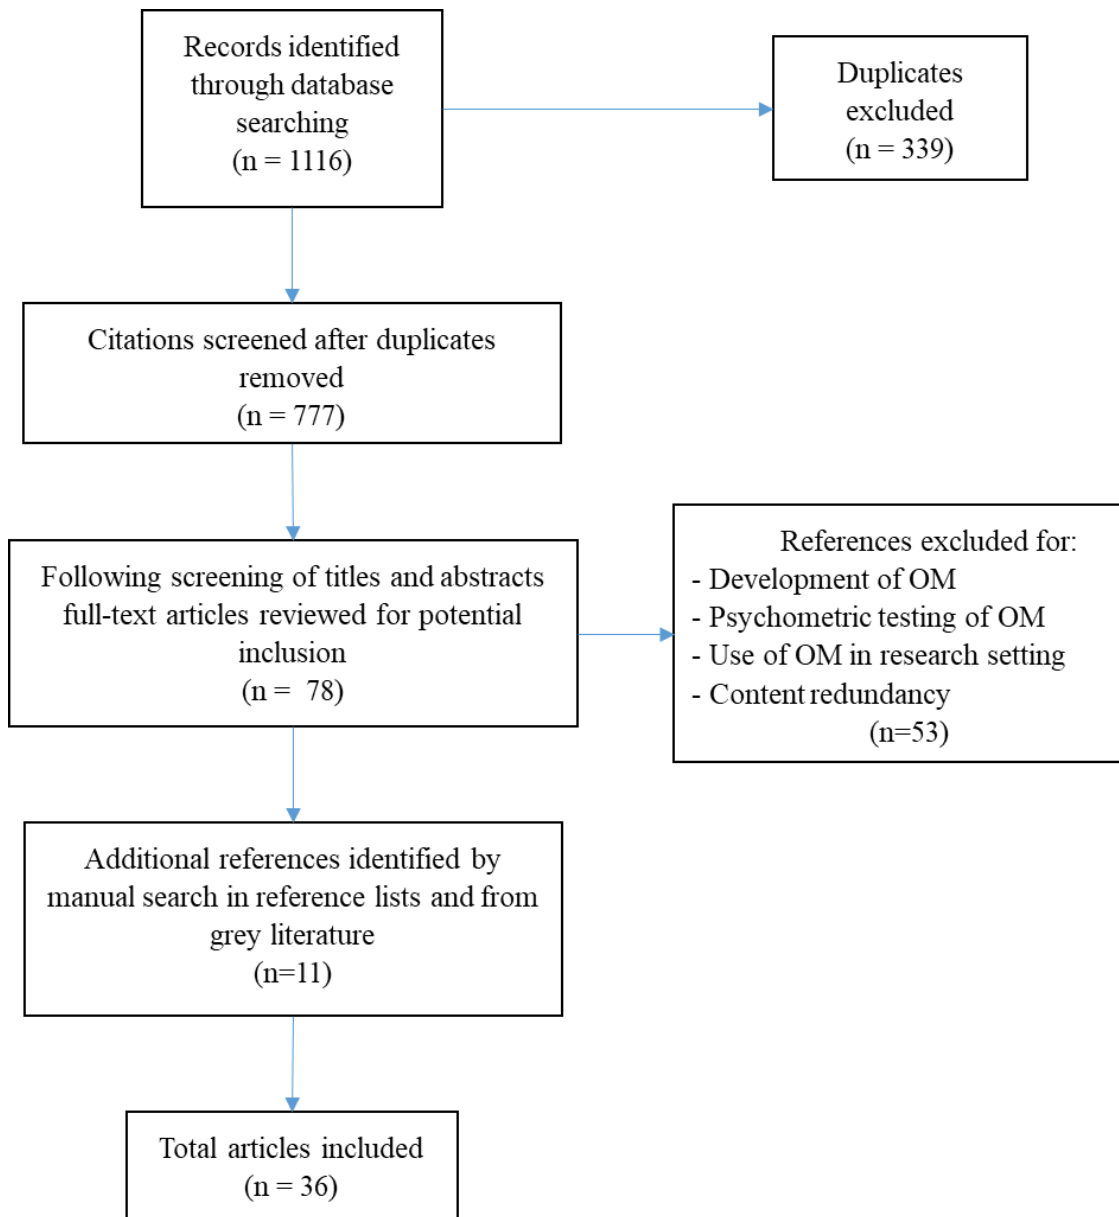 Records identified
through database
searching
(n = 1116)
Duplicates
excluded
(n = 339)
Citations screened after duplicates
removed
(n = 777)
Following screening of titles and abstracts
full-text articles reviewed for potential
inclusion
(n =  78)
References excluded for:
- Development of OM
- Psychometric testing of OM
- Use of OM in research setting
- Content redundancy
(n=53)
Additional references identified by
manual search in reference lists and from
grey literature
(n=11)
Total articles included
(n = 36)